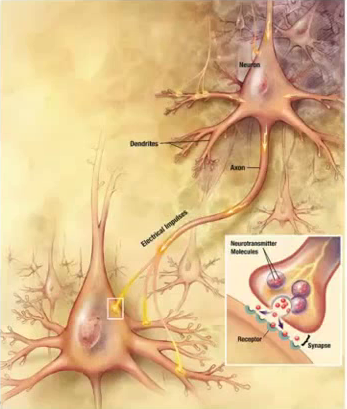 Neuron
Dendrites
Axon
Electrical Impulses
Neurotransmitter
Molecules
Receptor
Synapse